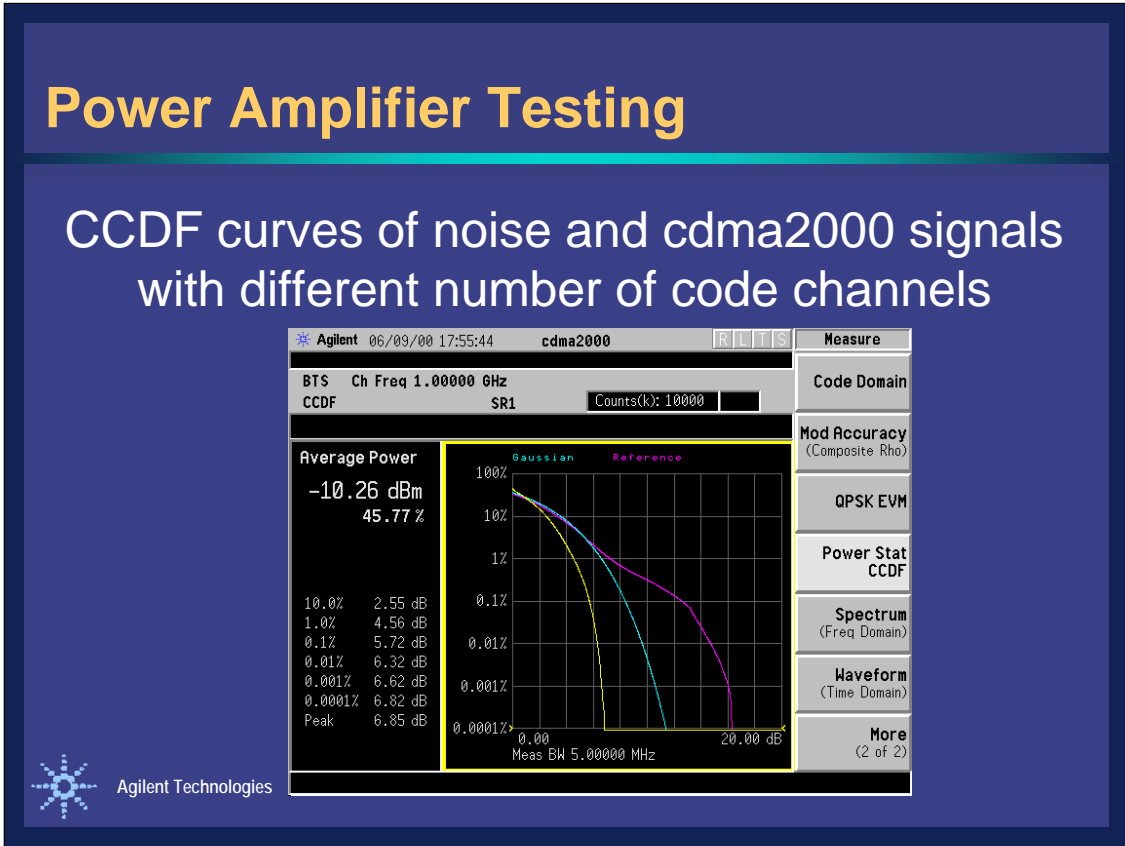 Power Amplifier Testing
CCDF curves of noise and cdma2000 signals
with different number of code channels
Agilent 06/09/00 17:55:44 cdma2000 R L T S
BTS Ch Freq 1.00000 GHz
CCDF SR1 Counts(k): 10000
Average Power
-10.26 dBm
45.77 %
10.0% 2.55 dB
1.0% 4.56 dB
0.1% 5.72 dB
0.01% 6.32 dB
0.001% 6.62 dB
0.0001% 6.82 dB
Peak 6.85 dB
Gaussian Reference
100%
10%
1%
0.1%
0.01%
0.001%
0.0001%
0.00 20.00 dB
Meas BW 5.00000 MHz
Measure
Code Domain
Mod Accuracy
(Composite Rho)
QPSK EVM
Power Stat
CCDF
Spectrum
(Freq Domain)
Waveform
(Time Domain)
More
(2 of 2)
Agilent Technologies